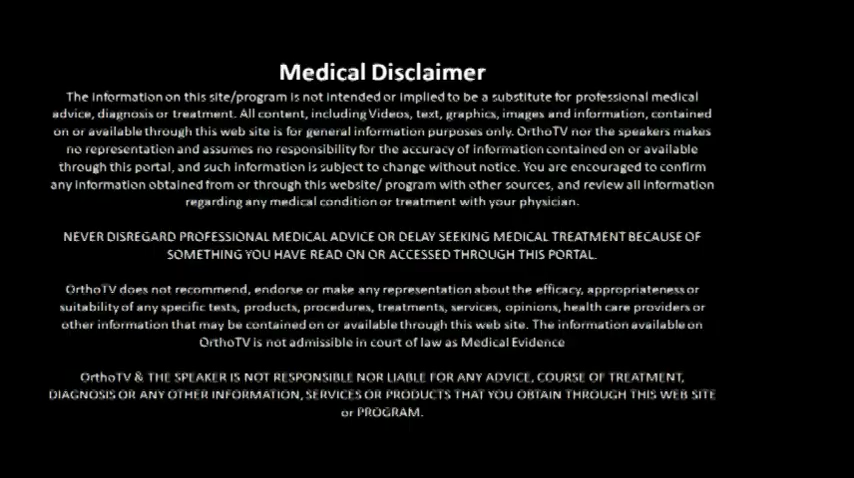 Medical Disclaimer
The information on this site/program is not intended or implied to be a substitute for professional medical
advice, diagnosis or treatment. All content, including Videos, text, graphics, images and information, contained
on or available through this web site is for general information purposes only. OrthoTV nor the speakers makes
no representation and assumes no responsibility for the accuracy of information contained on or available
through this portal, and such information is subject to change without notice. You are encouraged to confirm
any information obtained from or through this website/ program with other sources, and review all information
regarding any medical condition or treatment with your physician.
NEVER DISREGARD PROFESSIONAL MEDICAL ADVICE OR DELAY SEEKING MEDICAL TREATMENT BECAUSE OF
SOMETHING YOU HAVE READ ON OR ACCESSED THROUGH THIS PORTAL.
OrthoTV does not recommend, endorse or make any representation about the efficacy, appropriateness or
suitability of any specific tests, products, procedures, treatments, services, opinions, health care providers or
other information that may be contained on or available through this web site. The information available on
OrthoTV is not admissible in court of law as Medical Evidence
OrthoTV & THE SPEAKER IS NOT RESPONSIBLE NOR LIABLE FOR ANY ADVICE, COURSE OF TREATMENT,
DIAGNOSIS OR ANY OTHER INFORMATION, SERVICES OR PRODUCTS THAT YOU OBTAIN THROUGH THIS WEB SITE
or PROGRAM.